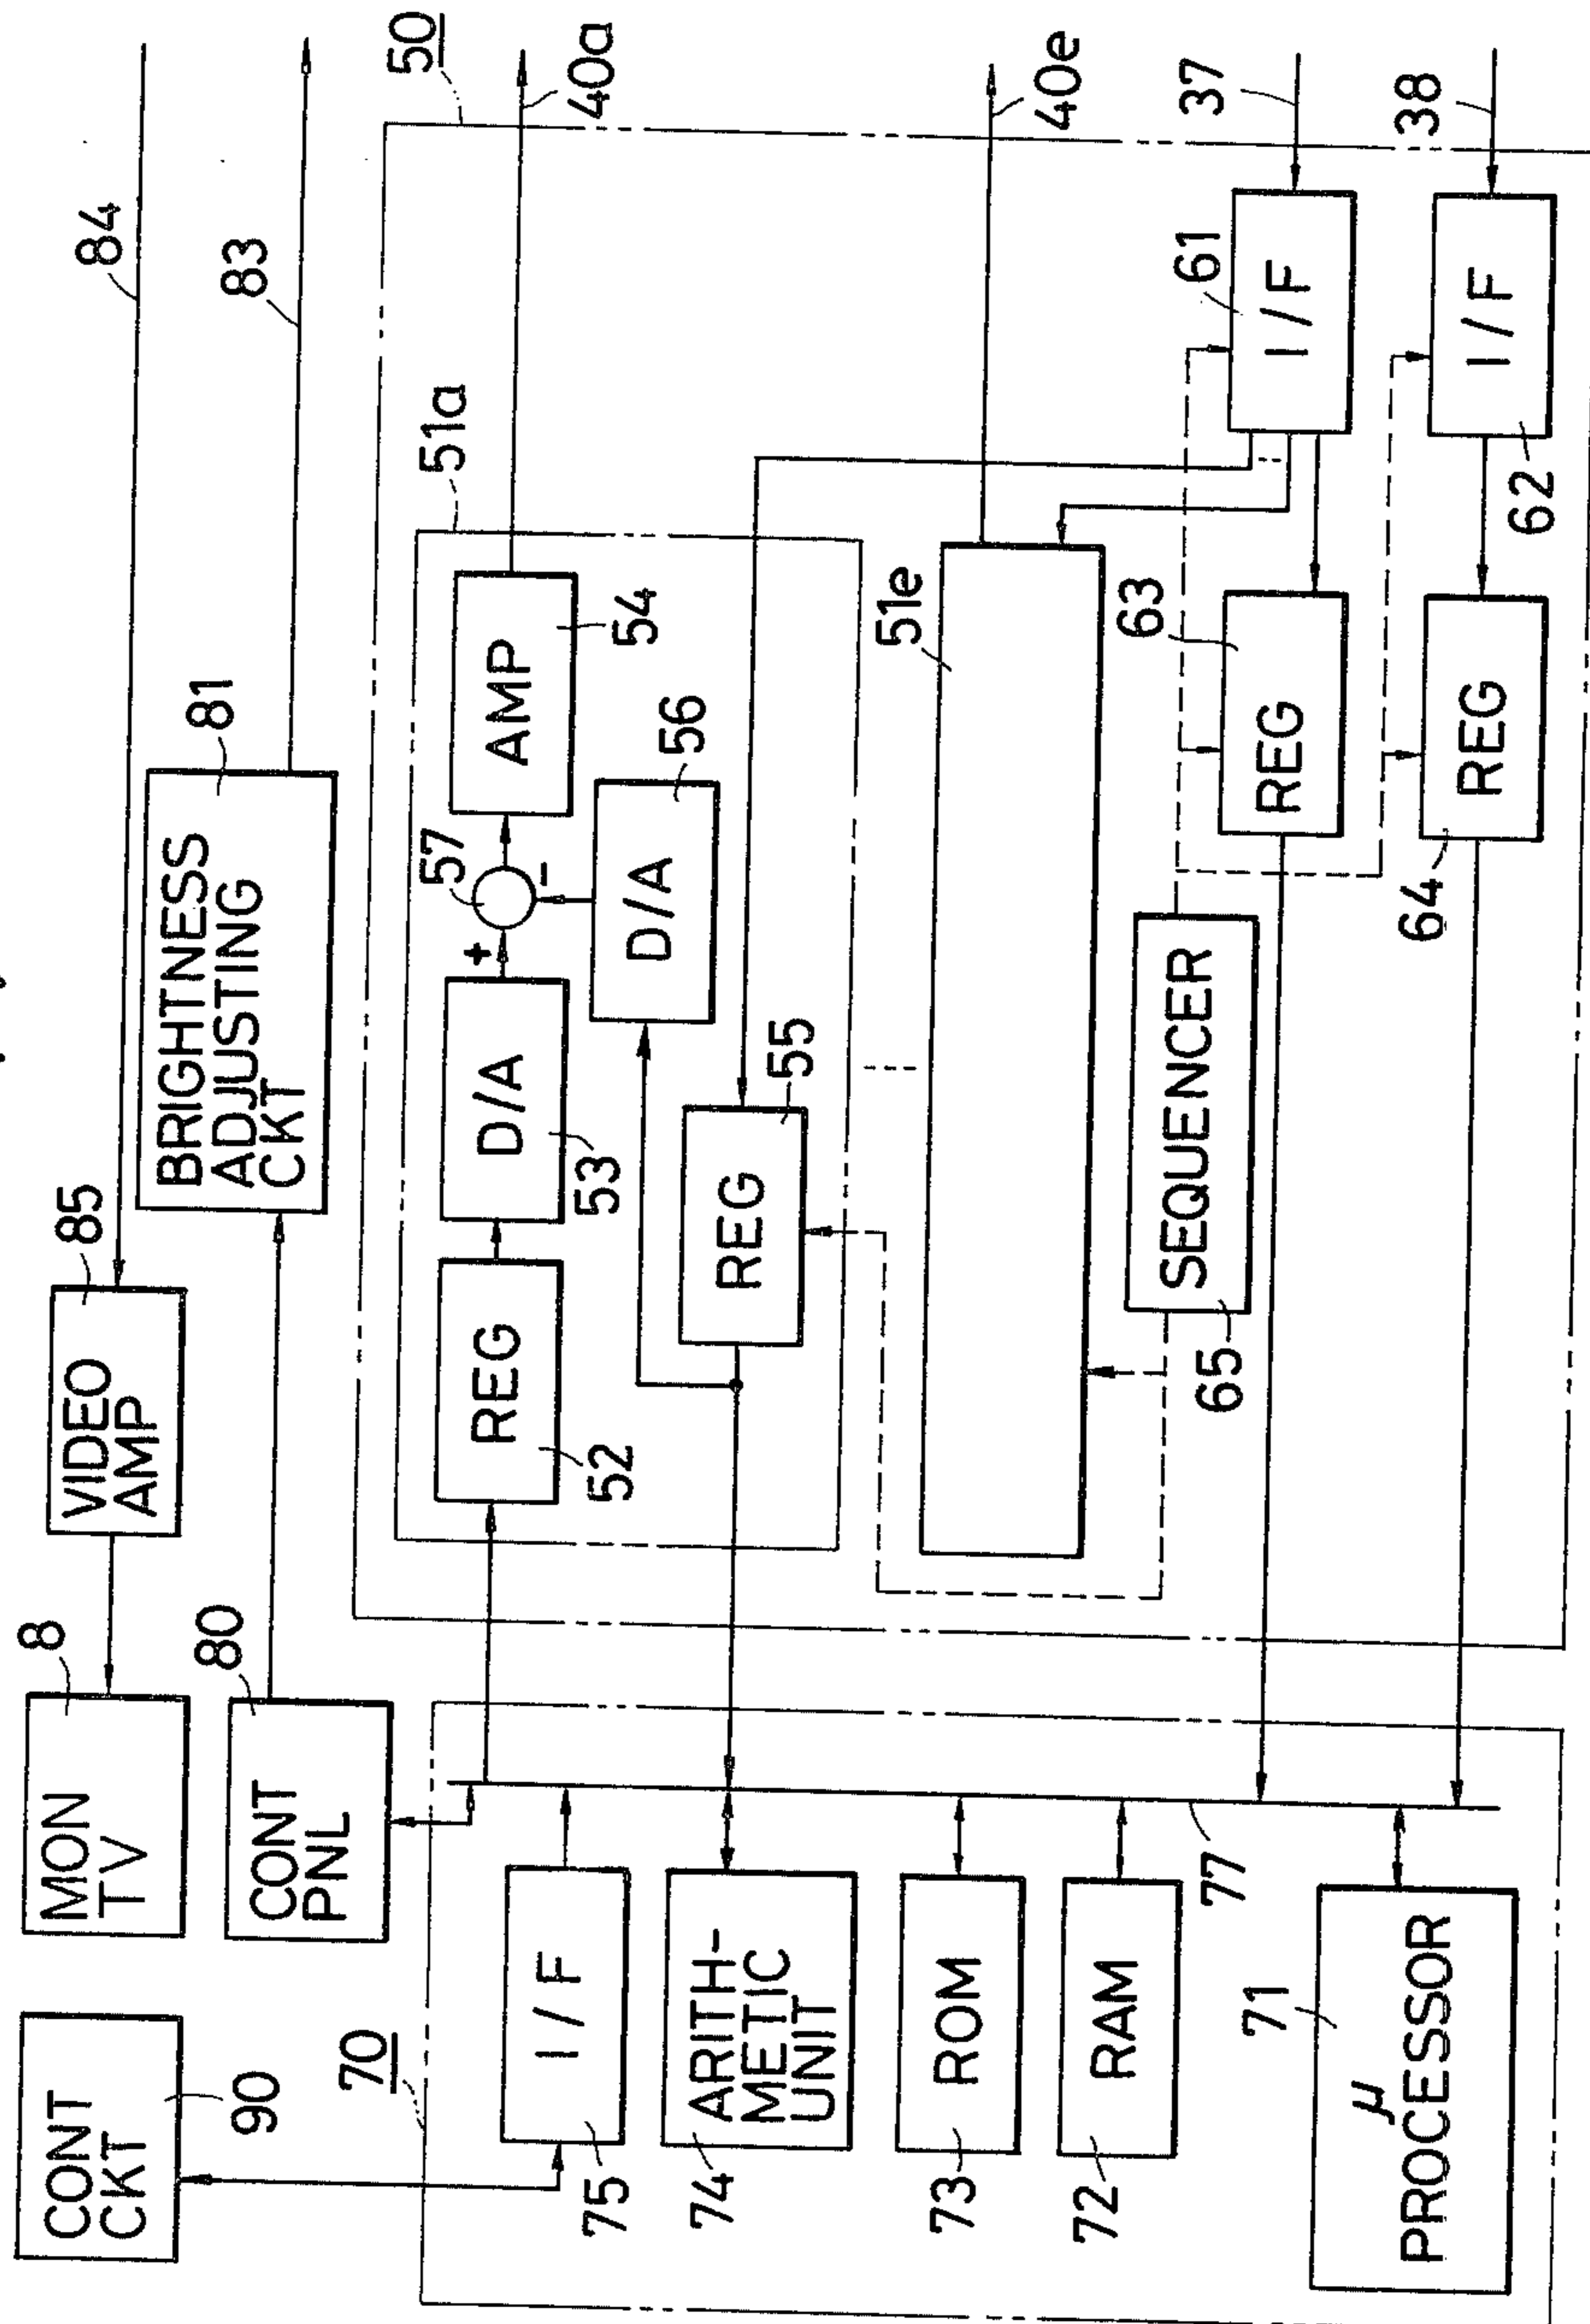 84
83
50
40a
40e
37
38
8
MON
TV
85
VIDEO
AMP
81
BRIGHTNESS
ADJUSTING
CKT
80
CONT
PNL
90
CONT
CKT
51a
REG
52
D/A
53
+
57
-
AMP
54
D/A
56
REG
55
51e
SEQUENCER
65
63
REG
61
I/F
64
REG
62
I/F
70
I/F
75
ARITH-
METIC
UNIT
74
ROM
73
RAM
72
77
71
μ
PROCESSOR